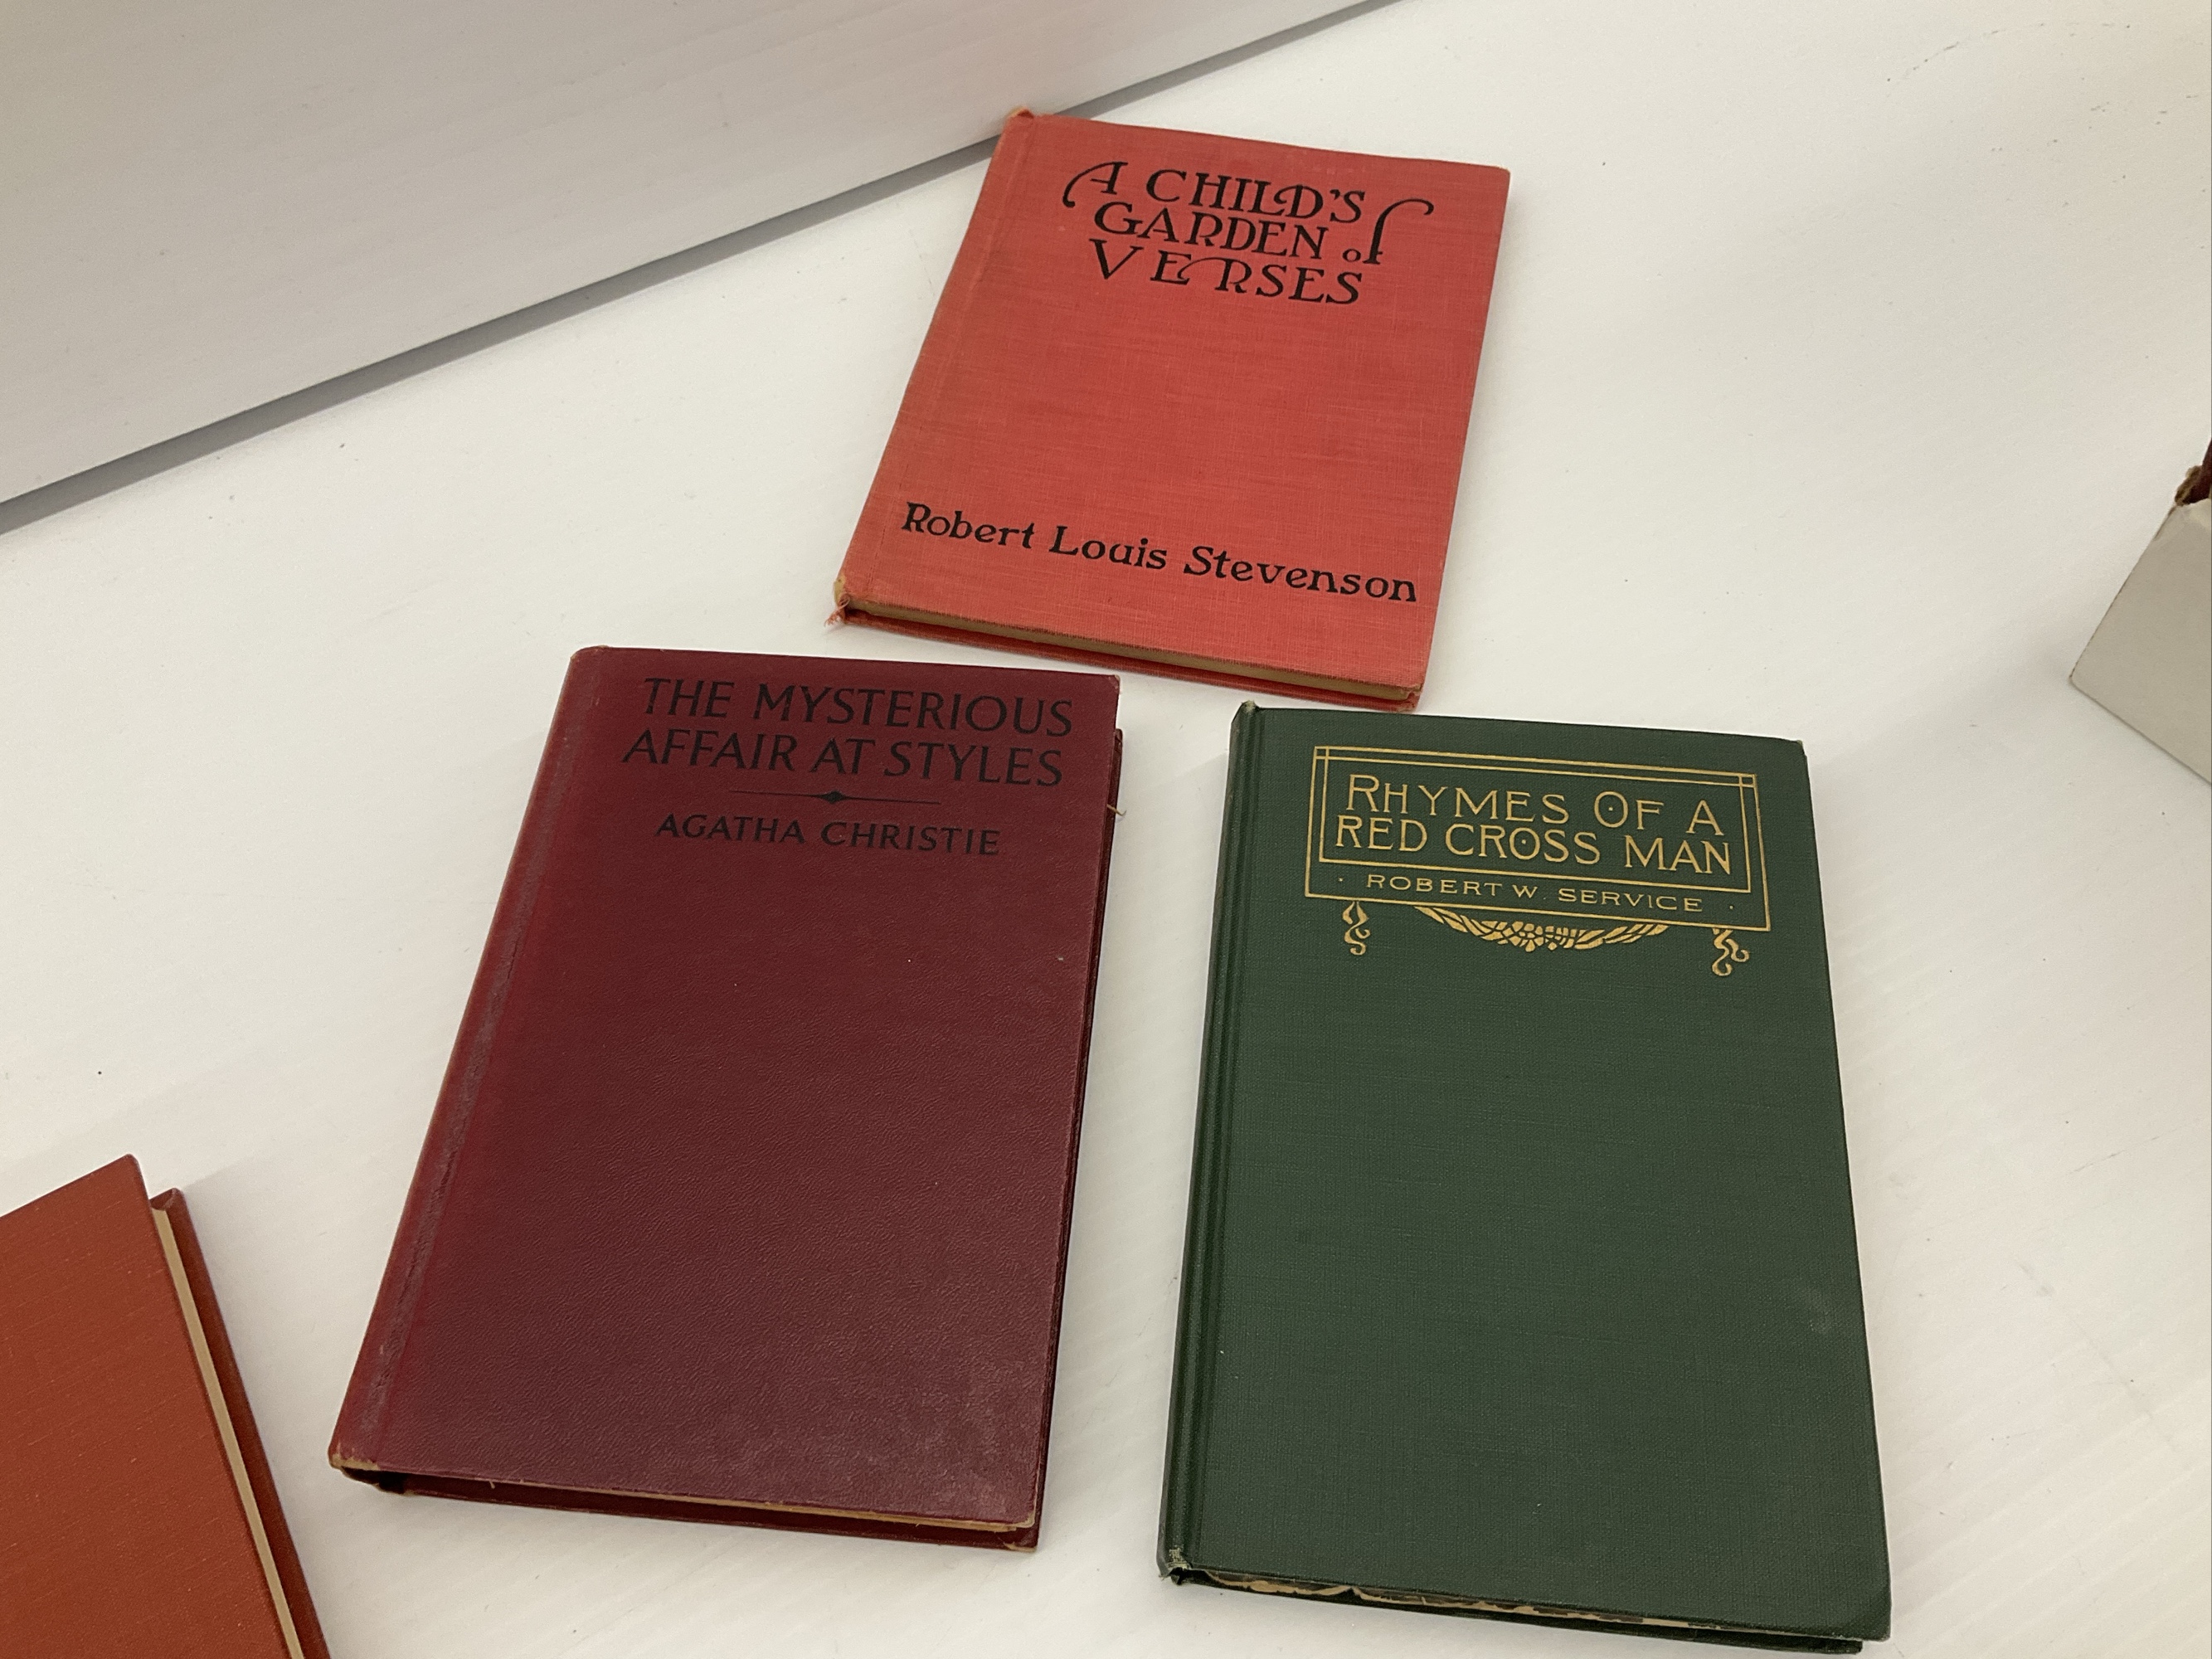 A CHILD'S
GARDEN of
VERSES
Robert Louis Stevenson
THE MYSTERIOUS
AFFAIR AT STYLES
AGATHA CHRISTIE
RHYMES OF A
RED CROSS MAN
· ROBERT W. SERVICE ·